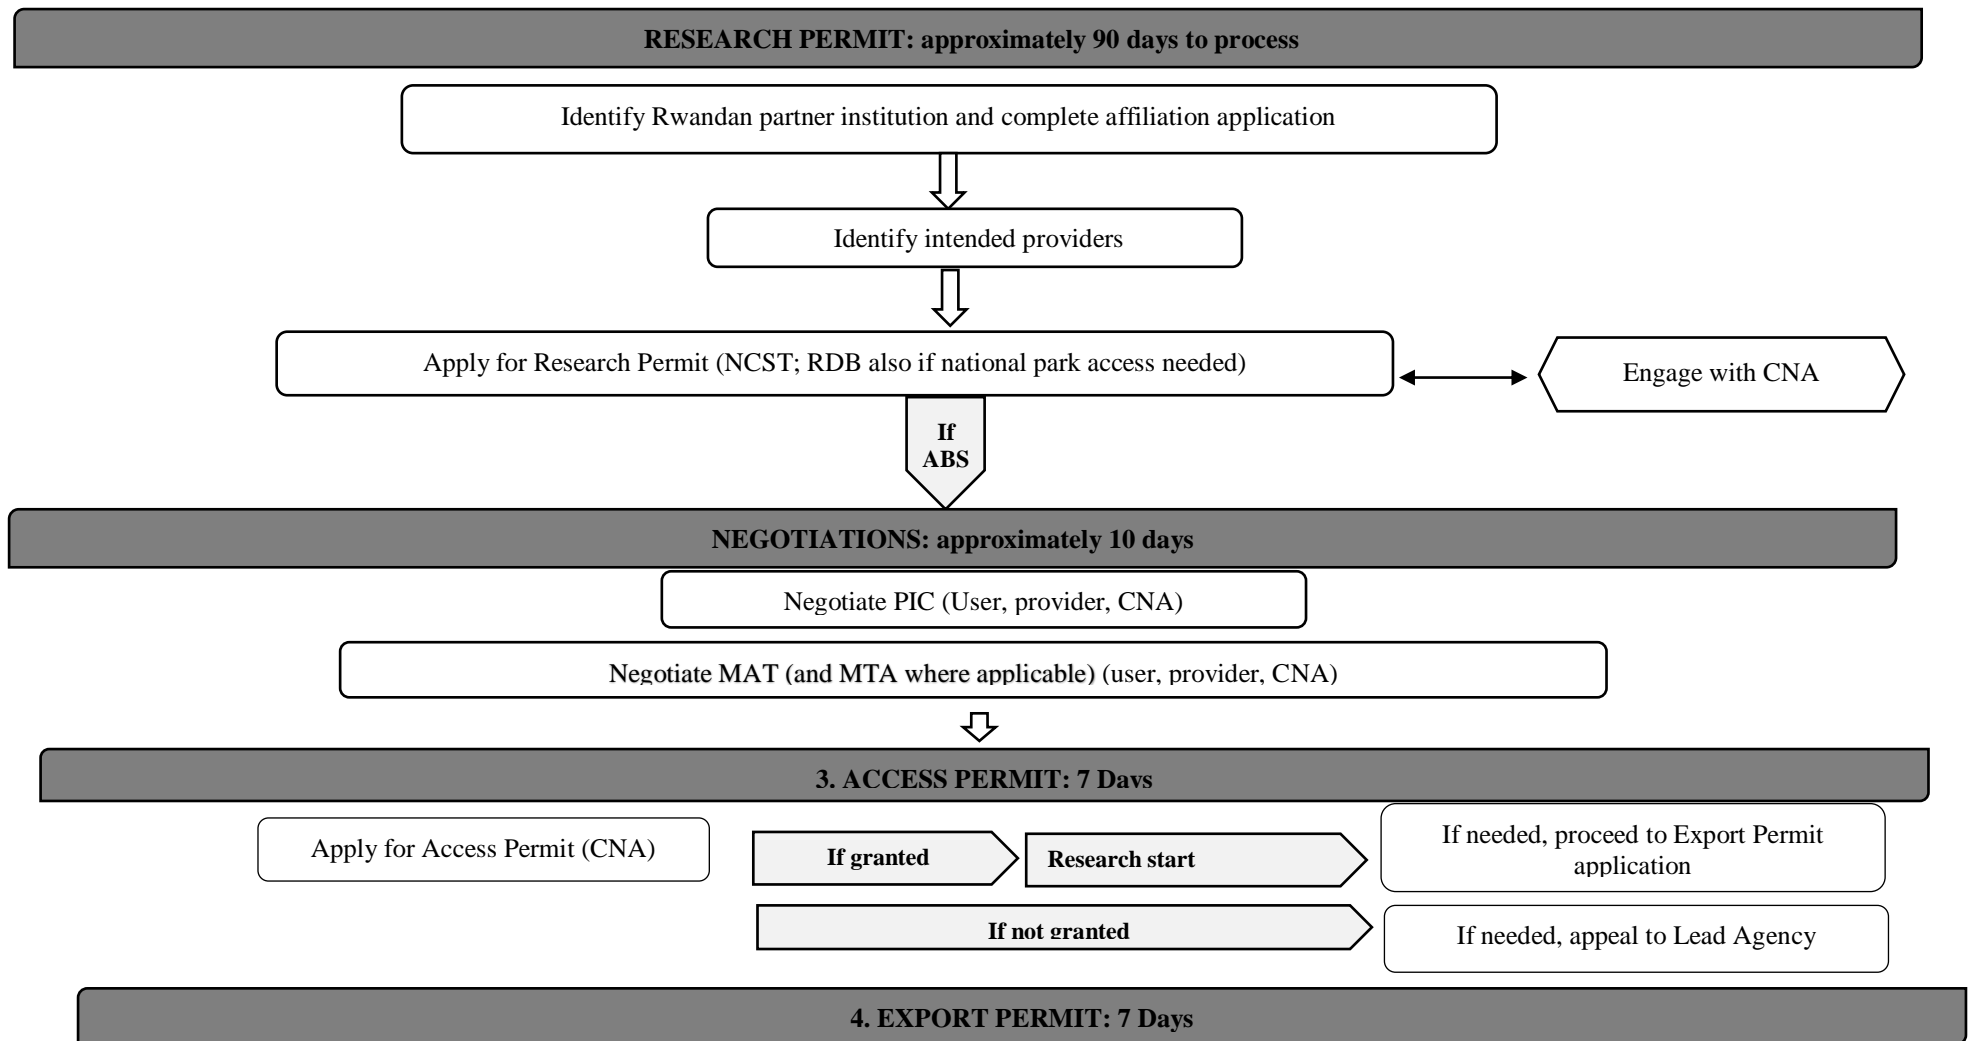 RESEARCH PERMIT: approximately 90 days to process
Identify Rwandan partner institution and complete affiliation application
Identify intended providers
Apply for Research Permit (NCST; RDB also if national park access needed)
Engage with CNA
If
ABS
NEGOTIATIONS: approximately 10 days
Negotiate PIC (User, provider, CNA)
Negotiate MAT (and MTA where applicable) (user, provider, CNA)
3. ACCESS PERMIT: 7 Days
Apply for Access Permit (CNA)
If granted
Research start
If needed, proceed to Export Permit
application
If not granted
If needed, appeal to Lead Agency
4. EXPORT PERMIT: 7 Days